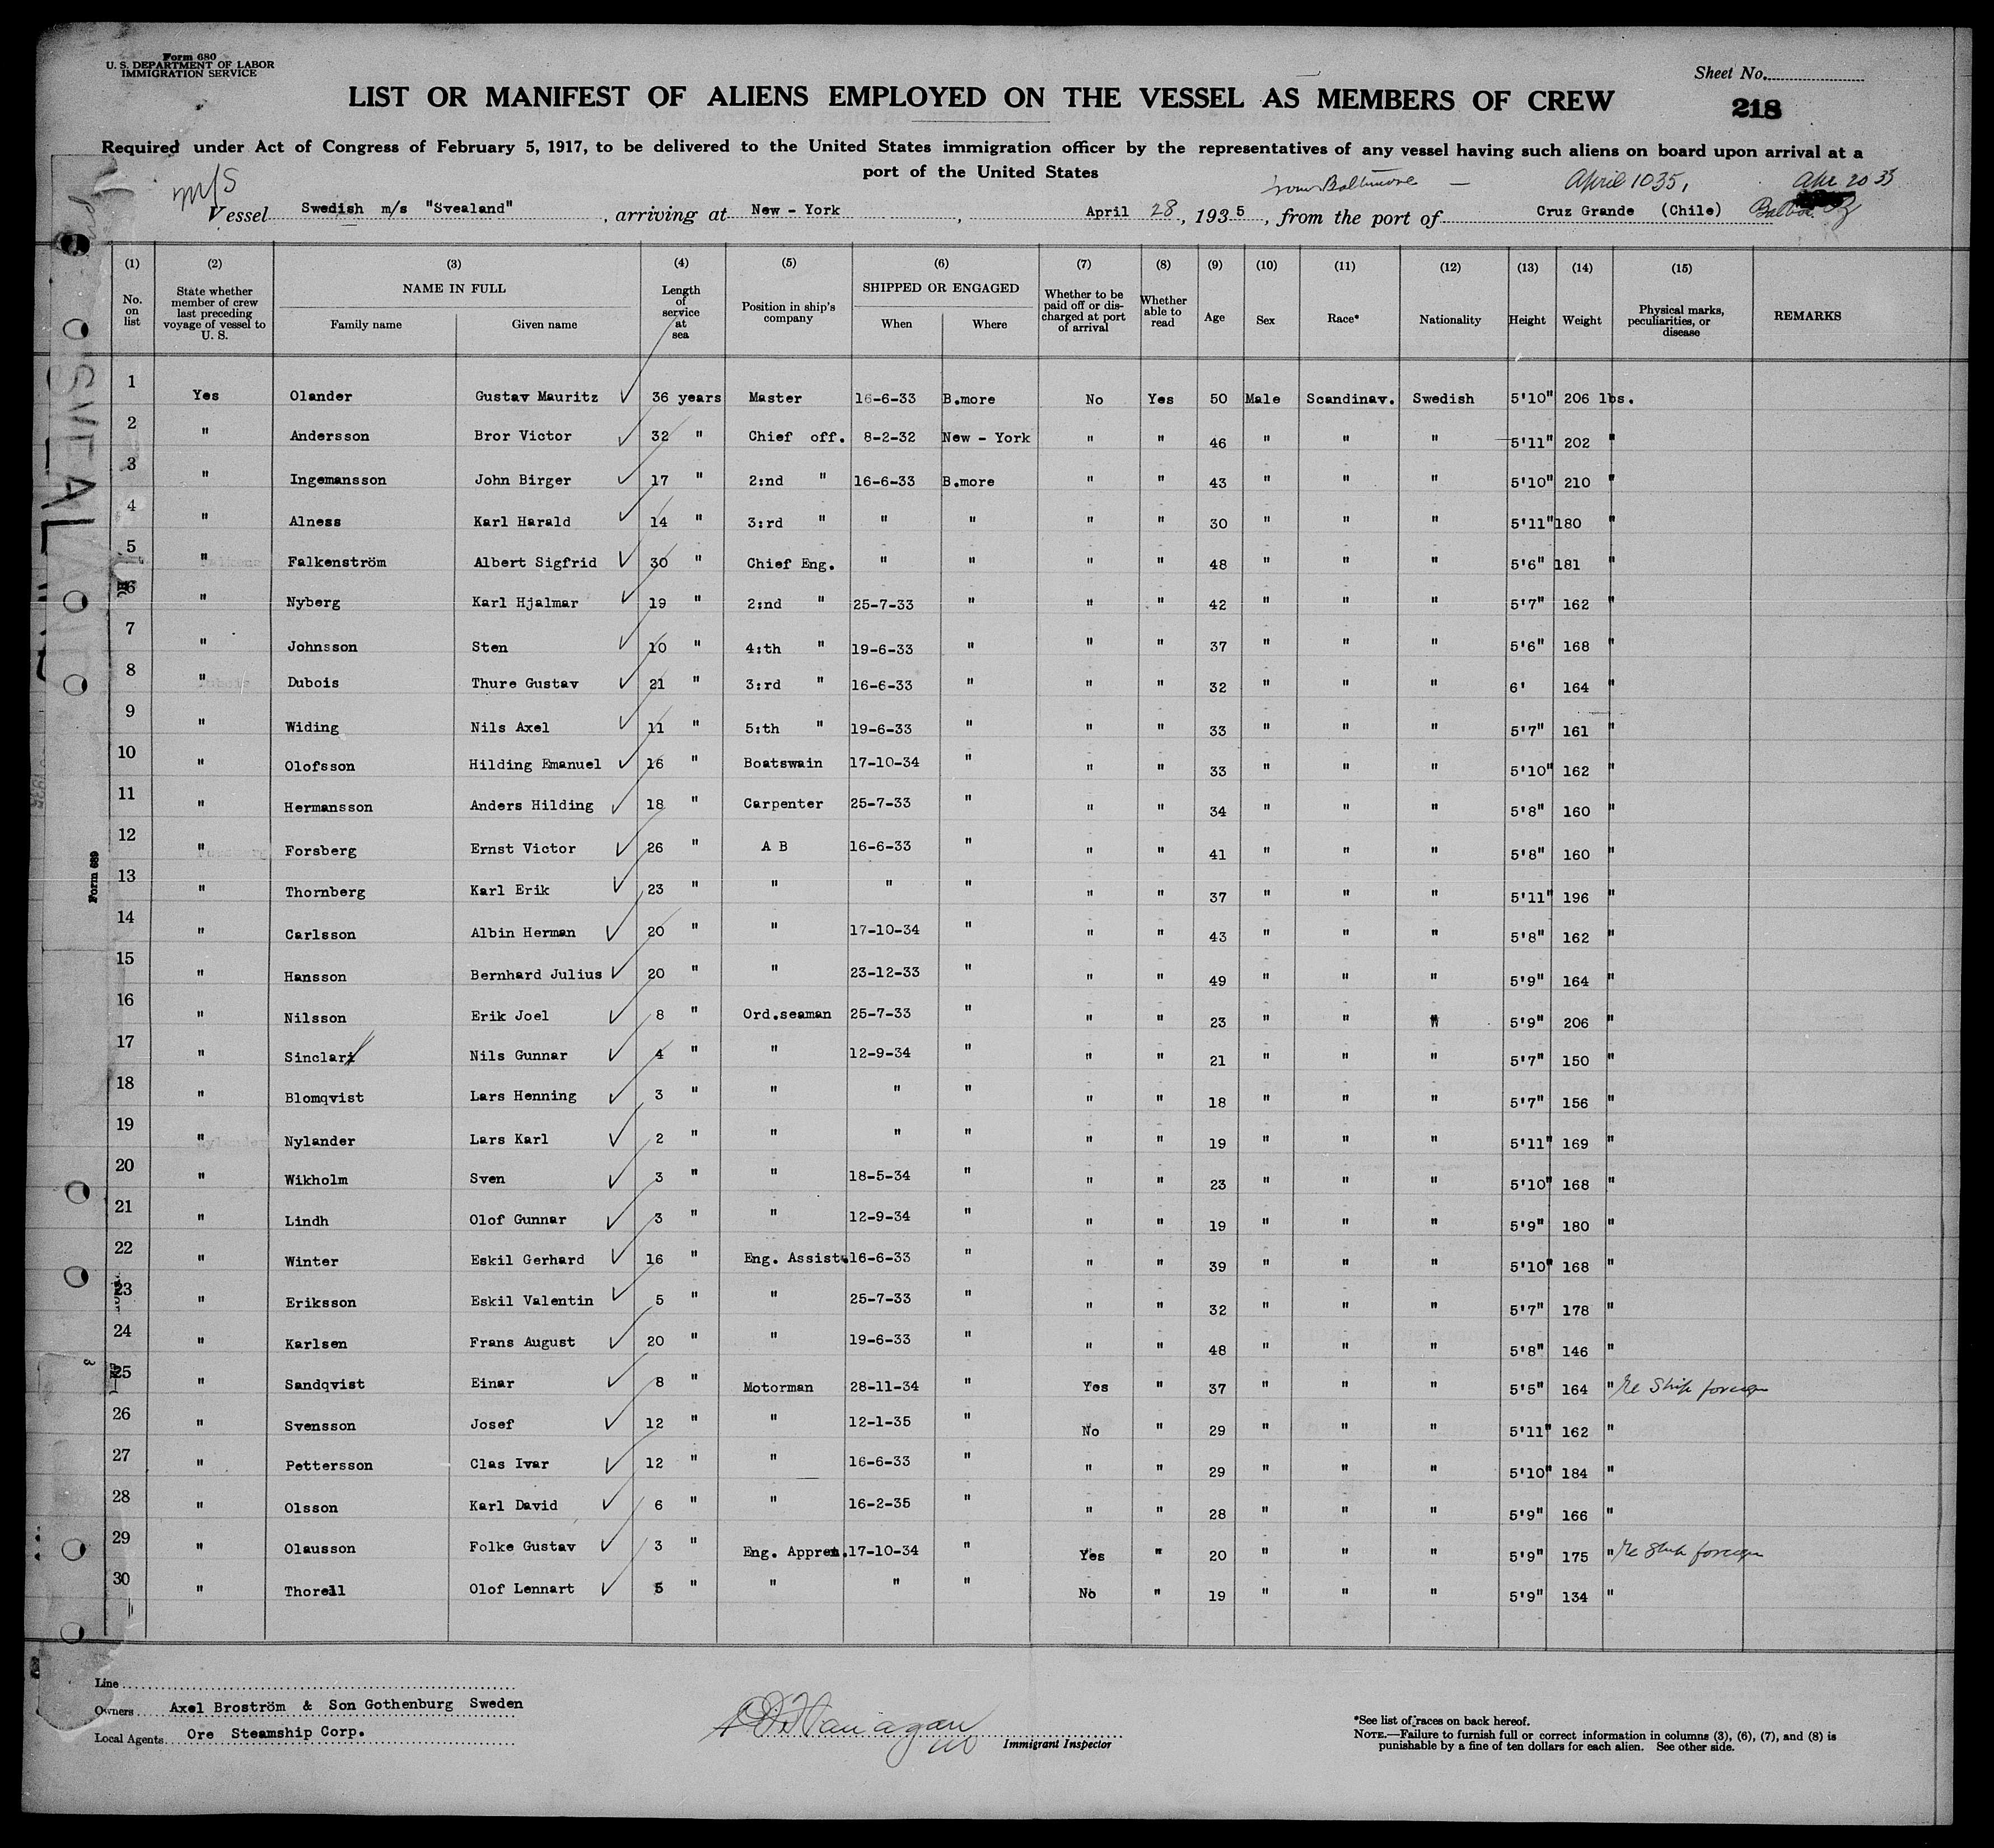 Form 680
U. S. DEPARTMENT OF LABOR
IMMIGRATION SERVICE
Sheet No.
LIST OR MANIFEST OF ALIENS EMPLOYED ON THE VESSEL AS MEMBERS OF CREW
218
Required under Act of Congress of February 5, 1917, to be delivered to the United States immigration officer by the representatives of any vessel having such aliens on board upon arrival at a
port of the United States
m/s from Baltimore — April 1035, Apr 20 35
Vessel Swedish m/s "Svealand", arriving at New - York, April 28, 1935, from the port of Cruz Grande (Chile) Balboa
(1) (2) (3) (4) (5) (6) (7) (8) (9) (10) (11) (12) (13) (14) (15)
No. on list
State whether member of crew last preceding voyage of vessel to U. S.
NAME IN FULL
Family name
Given name
Length of service at sea
Position in ship's company
SHIPPED OR ENGAGED
When
Where
Whether to be paid off or discharged at port of arrival
Whether able to read
Age
Sex
Race*
Nationality
Height
Weight
Physical marks, peculiarities, or disease
REMARKS
1 Yes Olander Gustav Mauritz ✓ 36 years Master 16-6-33 B.more No Yes 50 Male Scandinav. Swedish 5'10" 206 lbs.
2 " Andersson Bror Victor ✓ 32 " Chief off. 8-2-32 New - York " " 46 " " " 5'11" 202 "
3 " Ingemansson John Birger ✓ 17 " 2:nd " 16-6-33 B.more " " 43 " " " 5'10" 210 "
4 " Alness Karl Harald ✓ 14 " 3:rd " " " " " 30 " " " 5'11" 180 "
5 " Falkenström Albert Sigfrid ✓ 30 " Chief Eng. " " " " 48 " " " 5'6" 181 "
6 " Nyberg Karl Hjalmar ✓ 19 " 2:nd " 25-7-33 " " " 42 " " " 5'7" 162 "
7 " Johnsson Sten ✓ 10 " 4:th " 19-6-33 " " " 37 " " " 5'6" 168 "
8 " Dubois Thure Gustav ✓ 21 " 3:rd " 16-6-33 " " " 32 " " " 6' 164 "
9 " Widing Nils Axel ✓ 11 " 5:th " 19-6-33 " " " 33 " " " 5'7" 161 "
10 " Olofsson Hilding Emanuel ✓ 16 " Boatswain 17-10-34 " " " 33 " " " 5'10" 162 "
11 " Hermansson Anders Hilding ✓ 18 " Carpenter 25-7-33 " " " 34 " " " 5'8" 160 "
12 " Forsberg Ernst Victor ✓ 26 " A B 16-6-33 " " " 41 " " " 5'8" 160 "
13 " Thornberg Karl Erik ✓ 23 " " " " " " 37 " " " 5'11" 196 "
14 " Carlsson Albin Herman ✓ 20 " " 17-10-34 " " " 43 " " " 5'8" 162 "
15 " Hansson Bernhard Julius ✓ 20 " " 23-12-33 " " " 49 " " " 5'9" 164 "
16 " Nilsson Erik Joel ✓ 8 " Ord.seaman 25-7-33 " " " 23 " " " 5'9" 206 "
17 " Sinclari Nils Gunnar ✓ 4 " " 12-9-34 " " " 21 " " " 5'7" 150 "
18 " Blomqvist Lars Henning ✓ 3 " " " " " " 18 " " " 5'7" 156 "
19 " Nylander Lars Karl ✓ 2 " " " " " " 19 " " " 5'11" 169 "
20 " Wikholm Sven ✓ 3 " " 18-5-34 " " " 23 " " " 5'10" 168 "
21 " Lindh Olof Gunnar ✓ 3 " " 12-9-34 " " " 19 " " " 5'9" 180 "
22 " Winter Eskil Gerhard ✓ 16 " Eng. Assist. 16-6-33 " " " 39 " " " 5'10" 168 "
23 " Eriksson Eskil Valentin ✓ 5 " " 25-7-33 " " " 32 " " " 5'7" 178 "
24 " Karlsen Frans August ✓ 20 " " 19-6-33 " " " 48 " " " 5'8" 146 "
25 " Sandqvist Einar ✓ 8 " Motorman 28-11-34 " Yes " 37 " " " 5'5" 164 " Re Ship foreign
26 " Svensson Josef ✓ 12 " " 12-1-35 " No " 29 " " " 5'11" 162 "
27 " Pettersson Clas Ivar ✓ 12 " " 16-6-33 " " " 29 " " " 5'10" 184 "
28 " Olsson Karl David ✓ 6 " " 16-2-35 " " " 28 " " " 5'9" 166 "
29 " Olausson Folke Gustav ✓ 3 " Eng. Appren. 17-10-34 " Yes " 20 " " " 5'9" 175 " Re Ship foreign
30 " Thorell Olof Lennart ✓ 5 " " " " No " 19 " " " 5'9" 134 "
SVEALAND
Form 689
Line
Owners Axel Broström & Son Gothenburg Sweden
Local Agents Ore Steamship Corp.
Immigrant Inspector
*See list of races on back hereof.
NOTE.—Failure to furnish full or correct information in columns (3), (6), (7), and (8) is
punishable by a fine of ten dollars for each alien. See other side.